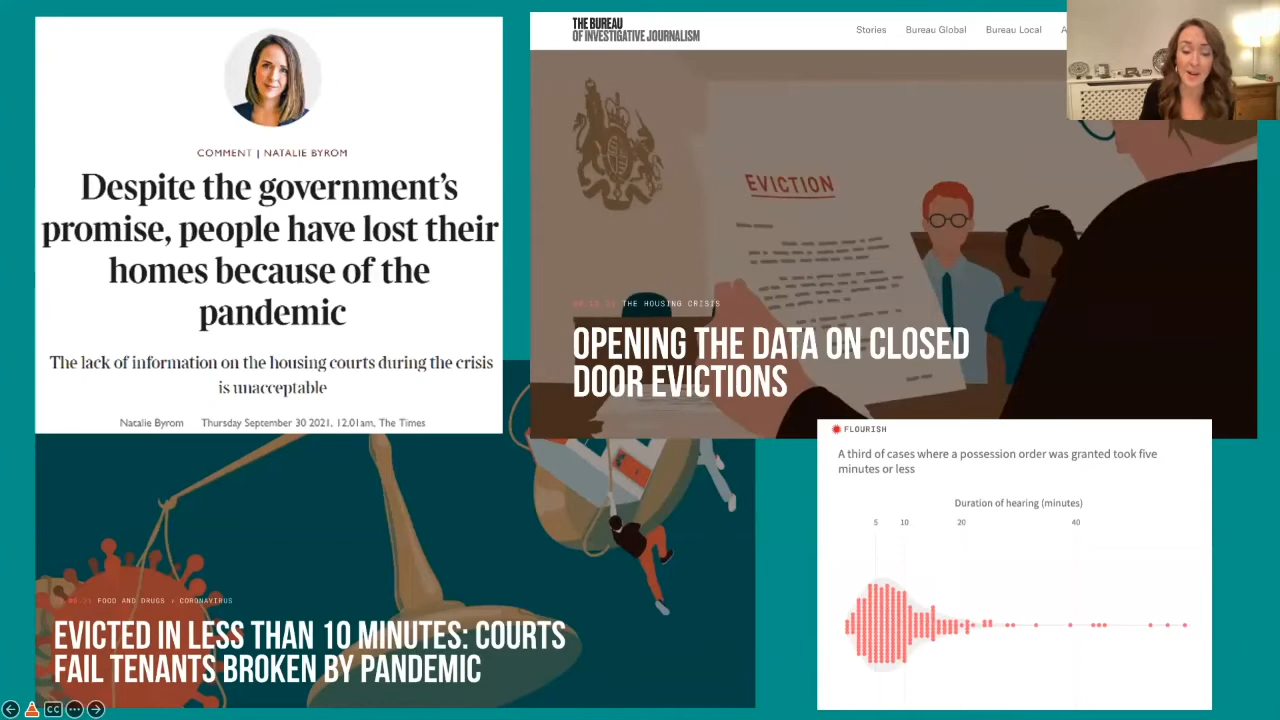 COMMENT | NATALIE BYROM
Despite the government's
promise, people have lost their
homes because of the
pandemic
The lack of information on the housing courts during the crisis
is unacceptable
Natalie Byrom Thursday September 30 2021, 12.01am, The Times
THE BUREAU
OF INVESTIGATIVE JOURNALISM
Stories Bureau Global Bureau Local A
EVICTION
THE HOUSING CRISIS
OPENING THE DATA ON CLOSED
DOOR EVICTIONS
FOOD AND DRUGS › CORONAVIRUS
EVICTED IN LESS THAN 10 MINUTES: COURTS
FAIL TENANTS BROKEN BY PANDEMIC
FLOURISH
A third of cases where a possession order was granted took five
minutes or less
Duration of hearing (minutes)
5 10 20 40
CC